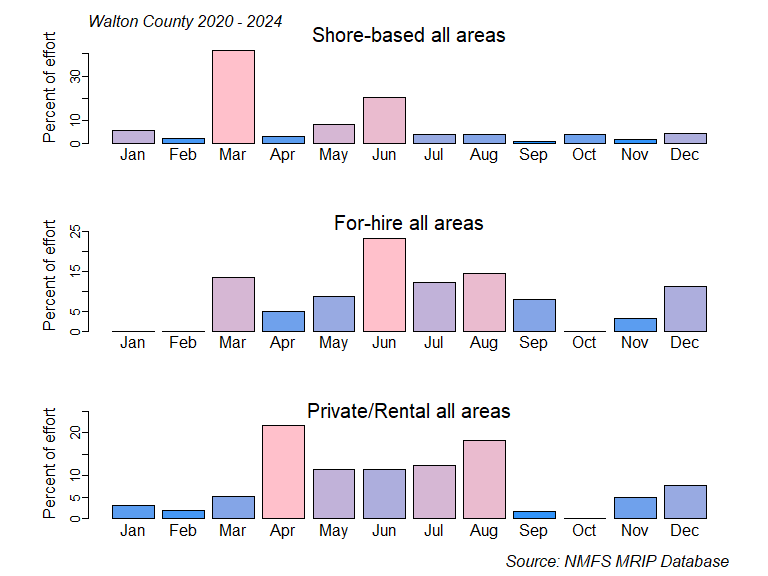 Walton County 2020 - 2024
Shore-based all areas
Percent of effort
30
10
0
Jan Feb Mar Apr May Jun Jul Aug Sep Oct Nov Dec
For-hire all areas
Percent of effort
25
15
5
0
Jan Feb Mar Apr May Jun Jul Aug Sep Oct Nov Dec
Private/Rental all areas
Percent of effort
20
10
5
0
Jan Feb Mar Apr May Jun Jul Aug Sep Oct Nov Dec
Source: NMFS MRIP Database